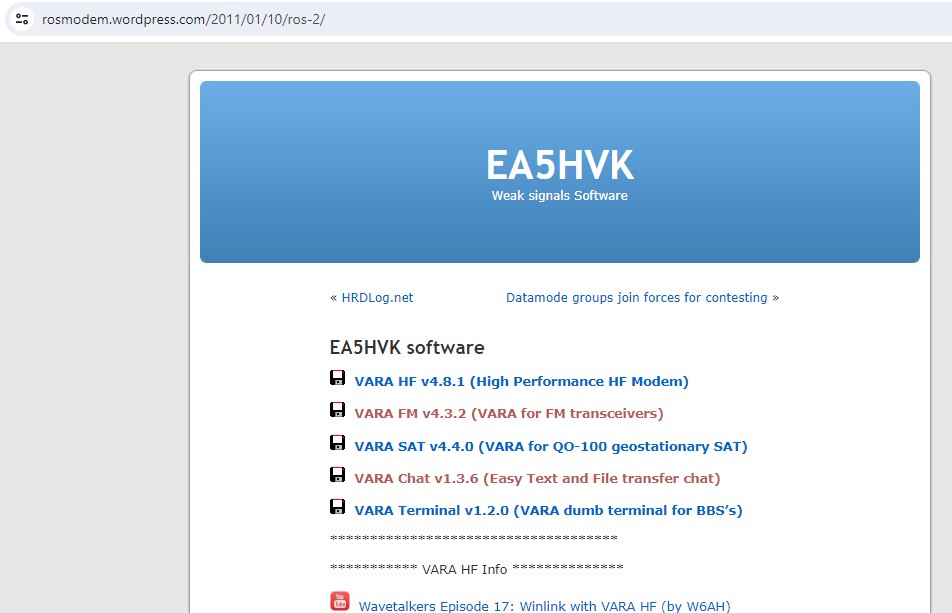 rosmodem.wordpress.com/2011/01/10/ros-2/
EA5HVK
Weak signals Software
« HRDLog.net
Datamode groups join forces for contesting »
EA5HVK software
VARA HF v4.8.1 (High Performance HF Modem)
VARA FM v4.3.2 (VARA for FM transceivers)
VARA SAT v4.4.0 (VARA for QO-100 geostationary SAT)
VARA Chat v1.3.6 (Easy Text and File transfer chat)
VARA Terminal v1.2.0 (VARA dumb terminal for BBS’s)
************************************
*********** VARA HF Info **************
You Tube Wavetalkers Episode 17: Winlink with VARA HF (by W6AH)